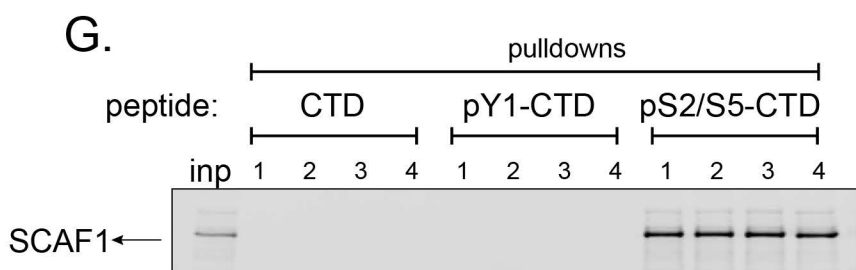 G.
pulldowns
peptide: CTD pY1-CTD pS2/S5-CTD
inp 1 2 3 4 1 2 3 4 1 2 3 4
SCAF1